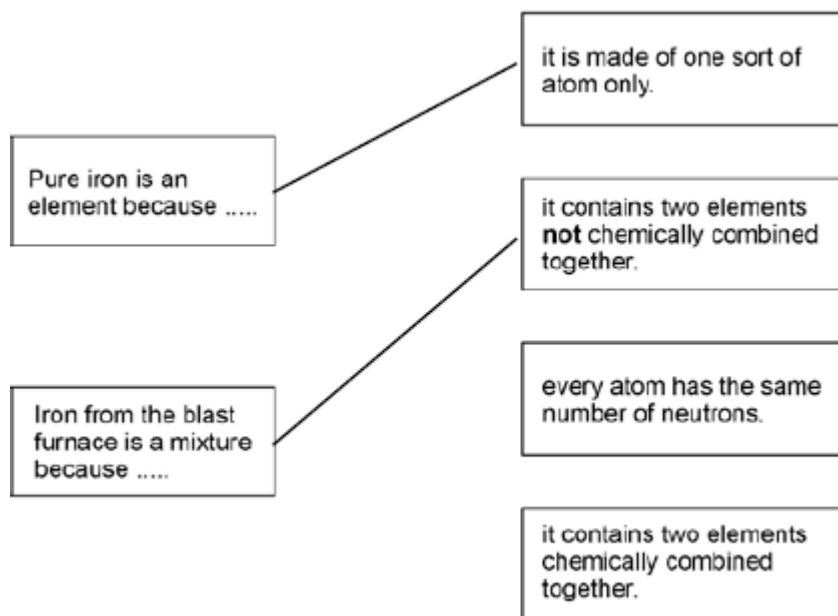 it is made of one sort of
atom only.
Pure iron is an
element because .....
it contains two elements
not chemically combined
together.
every atom has the same
number of neutrons.
Iron from the blast
furnace is a mixture
because .....
it contains two elements
chemically combined
together.